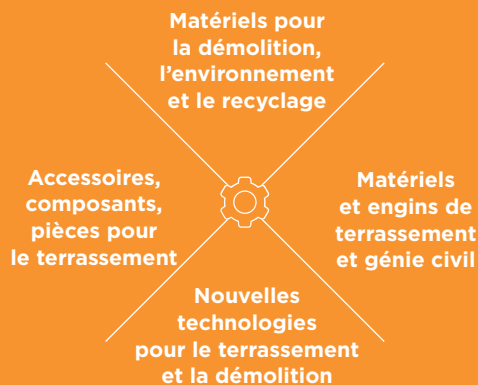 Matériels pour
la démolition,
l’environnement
et le recyclage
Accessoires,
composants,
pièces pour
le terrassement
Matériels
et engins de
terrassement
et génie civil
Nouvelles
technologies
pour le terrassement
et la démolition